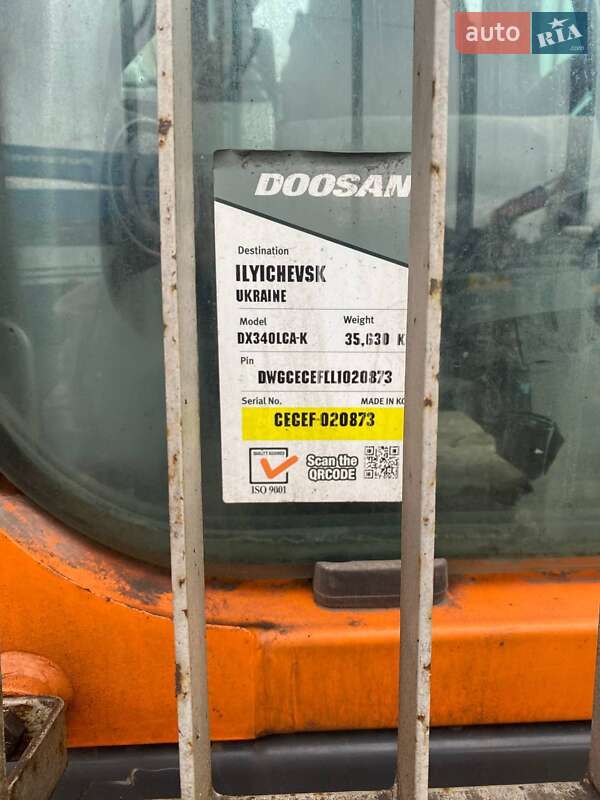 auto RIA .com
DOOSAN
Destination
ILYICHEVSK
UKRAINE
Model Weight
DX340LCA-K 35,630 K
Pin
DWGCECEFLL1020873
Serial No. MADE IN KO
CECEF-020873
QUALITY ASSURED
ISO 9001
Scan the
QRCODE